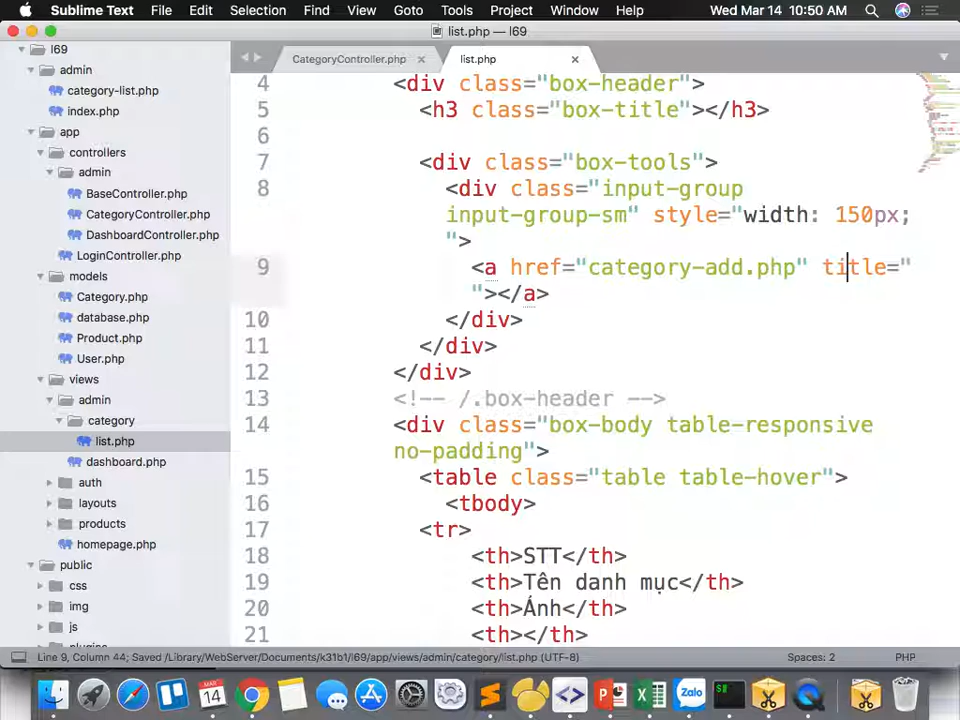 Sublime Text File Edit Selection Find View Goto Tools Project Window Help Wed Mar 14 10:50 AM
list.php — l69
l69
admin
category-list.php
index.php
app
controllers
admin
BaseController.php
CategoryController.php
DashboardController.php
LoginController.php
models
Category.php
database.php
Product.php
User.php
views
admin
category
list.php
dashboard.php
auth
layouts
products
homepage.php
public
css
img
js
plugins
CategoryController.php × list.php ×
4 <div class="box-header">
5 <h3 class="box-title"></h3>
6
7 <div class="box-tools">
8 <div class="input-group
input-group-sm" style="width: 150px;
">
9 <a href="category-add.php" title="
"></a>
10 </div>
11 </div>
12 </div>
13 <!-- /.box-header -->
14 <div class="box-body table-responsive
no-padding">
15 <table class="table table-hover">
16 <tbody>
17 <tr>
18 <th>STT</th>
19 <th>Tên danh mục</th>
20 <th>Ảnh</th>
21 <th></th>
Line 9, Column 44; Saved /Library/WebServer/Documents/k31b1/l69/app/views/admin/category/list.php (UTF-8) Spaces: 2 PHP
MAR
14
Zalo